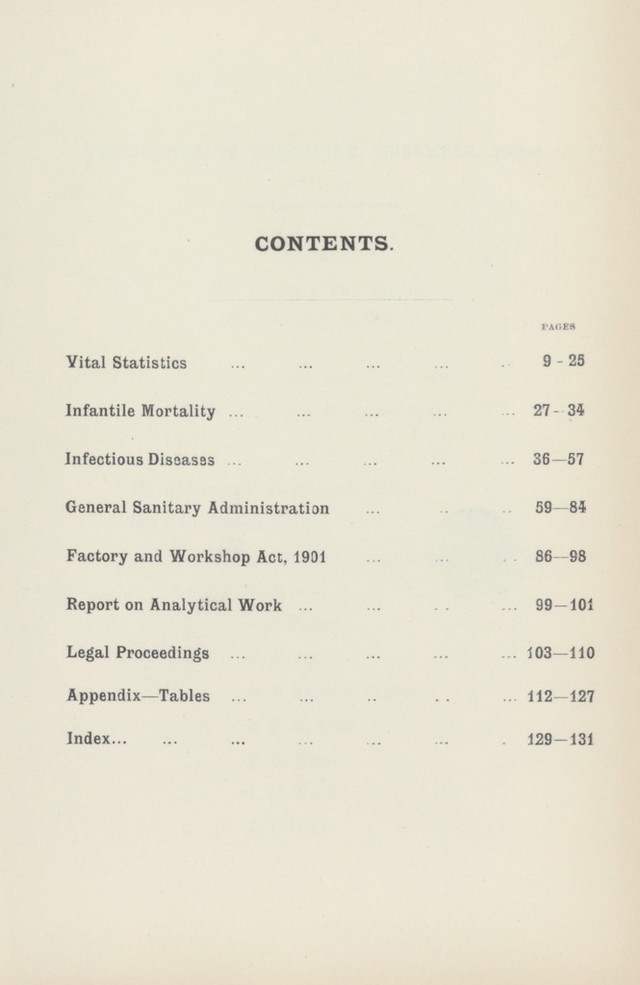 CONTENTS.
PAGES
Vital Statistics ... ... ... ... .. 9 - 25
Infantile Mortality ... ... ... ... ... 27 - 34
Infectious Diseases ... ... ... ... ... 36—57
General Sanitary Administration ... .. .. 59—84
Factory and Workshop Act, 1901 ... ... .. 86—98
Report on Analytical Work ... ... .. ... 99—101
Legal Proceedings ... ... ... ... ... 103—110
Appendix—Tables ... ... .. .. ... 112—127
Index... ... ... ... ... ... . 129—131